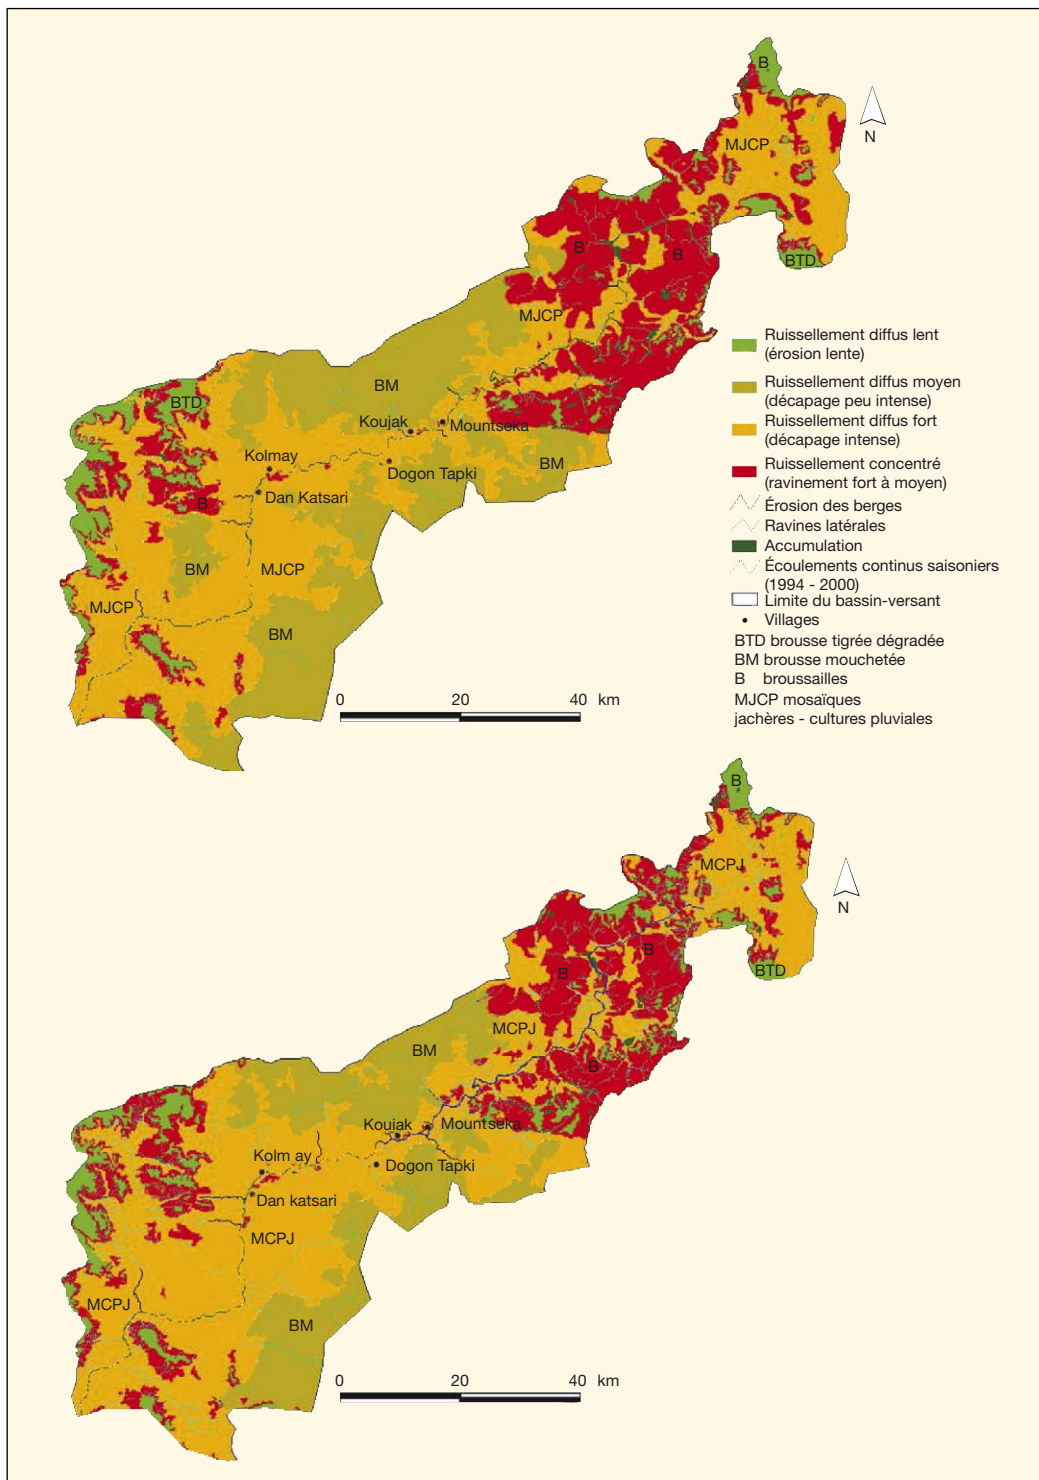 B
N
MJCP
B
B
BTD
MJCP
Ruissellement diffus lent
(érosion lente)
BM
Ruissellement diffus moyen
(décapage peu intense)
BTD
Koujak
Mountseka
Ruissellement diffus fort
(décapage intense)
Kolmay
Dogon Tapki
BM
Ruissellement concentré
(ravinement fort à moyen)
B
Dan Katsari
Érosion des berges
Ravines latérales
Accumulation
BM
MJCP
Écoulements continus saisoniers
(1994 - 2000)
MJCP
Limite du bassin-versant
Villages
BM
BTD brousse tigrée dégradée
BM brousse mouchetée
B broussailles
0 20 40 km
MJCP mosaïques
jachères - cultures pluviales
B
MCPJ
N
B
B
BTD
MCPJ
BM
B
Koujak
Mountseka
Kolm ay
Dogon Tapki
Dan katsari
MCPJ
MCPJ
BM
0 20 40 km